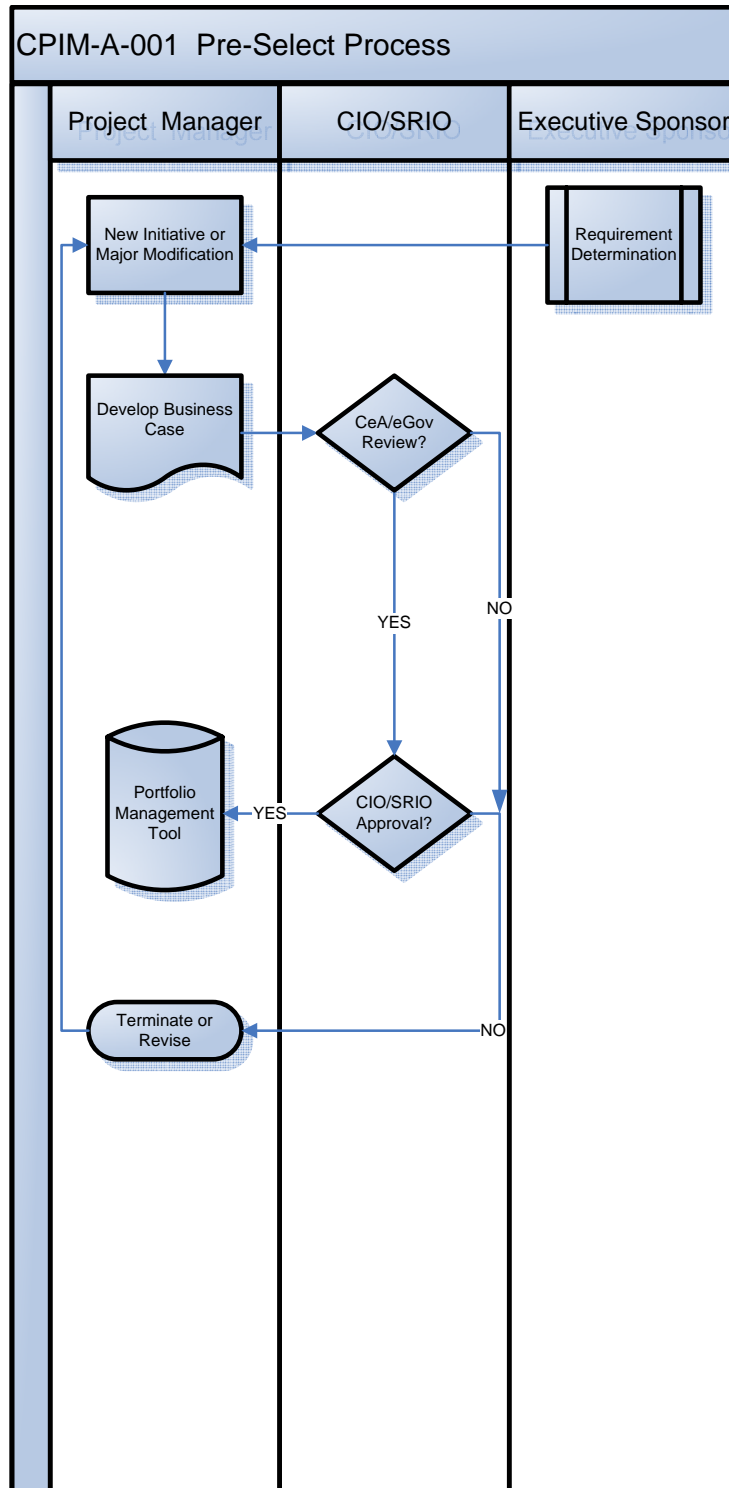 CPIM-A-001 Pre-Select Process
Project Manager
CIO/SRIO
Executive Sponsor
New Initiative or
Major Modification
Requirement
Determination
Develop Business
Case
CeA/eGov
Review?
YES
NO
Portfolio
Management
Tool
YES
CIO/SRIO
Approval?
Terminate or
Revise
NO